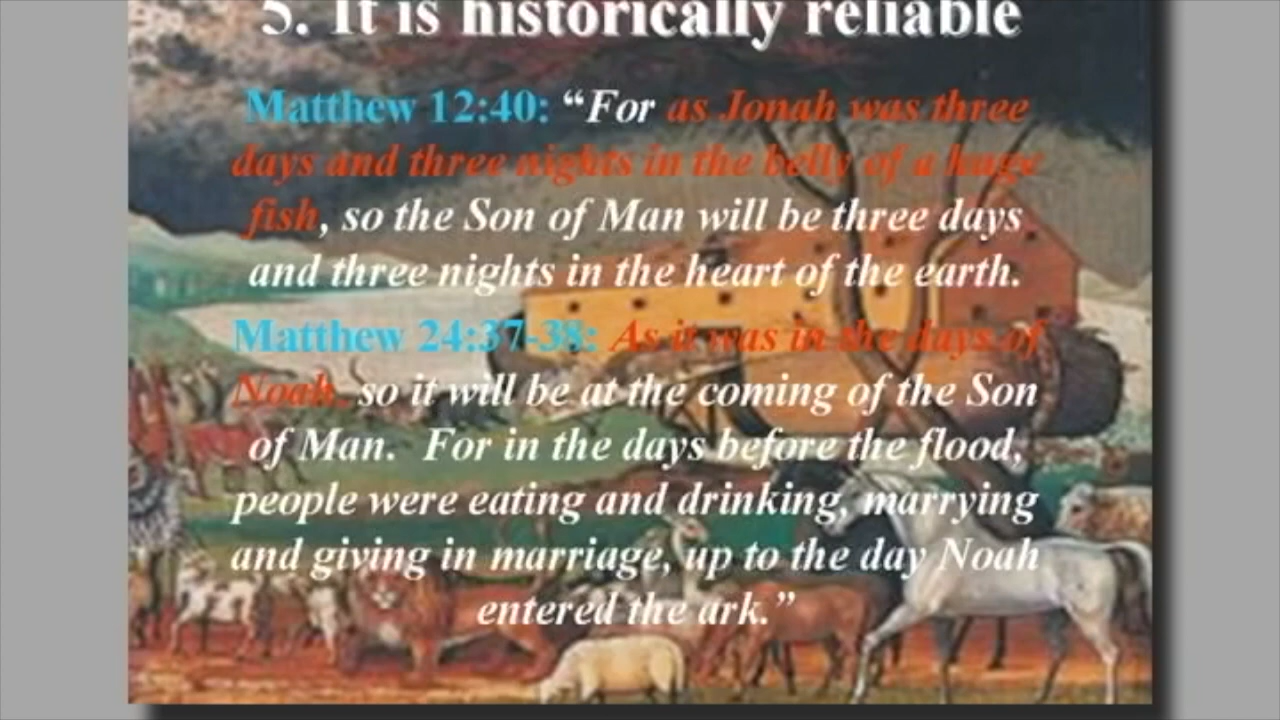 5. It is historically reliable
Matthew 12:40: “For as Jonah was three
days and three nights in the belly of a huge
fish, so the Son of Man will be three days
and three nights in the heart of the earth.
Matthew 24:37-38: As it was in the days of
Noah, so it will be at the coming of the Son
of Man. For in the days before the flood,
people were eating and drinking, marrying
and giving in marriage, up to the day Noah
entered the ark.”